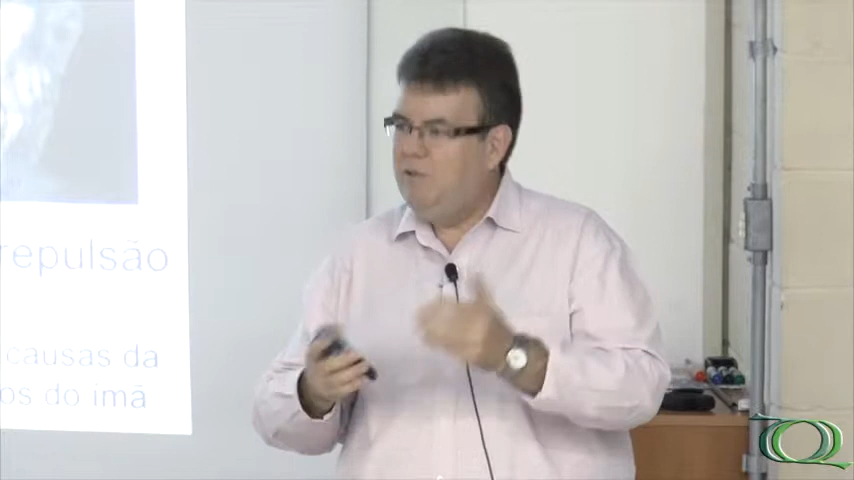 repulsão
causas da
os do imã